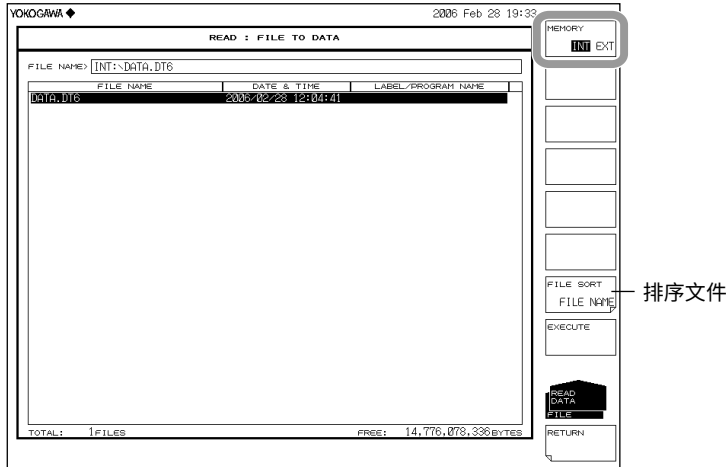 YOKOGAWA ◆
2006 Feb 28 19:33
READ : FILE TO DATA
FILE NAME> INT:\DATA.DT6
FILE NAME DATE & TIME LABEL/PROGRAM NAME
DATA.DT6 2006/02/28 12:04:41
TOTAL: 1FILES FREE: 14,776,078,336BYTES
MEMORY
INT EXT
FILE SORT
FILE NAME
排序文件
EXECUTE
READ
DATA
FILE
RETURN